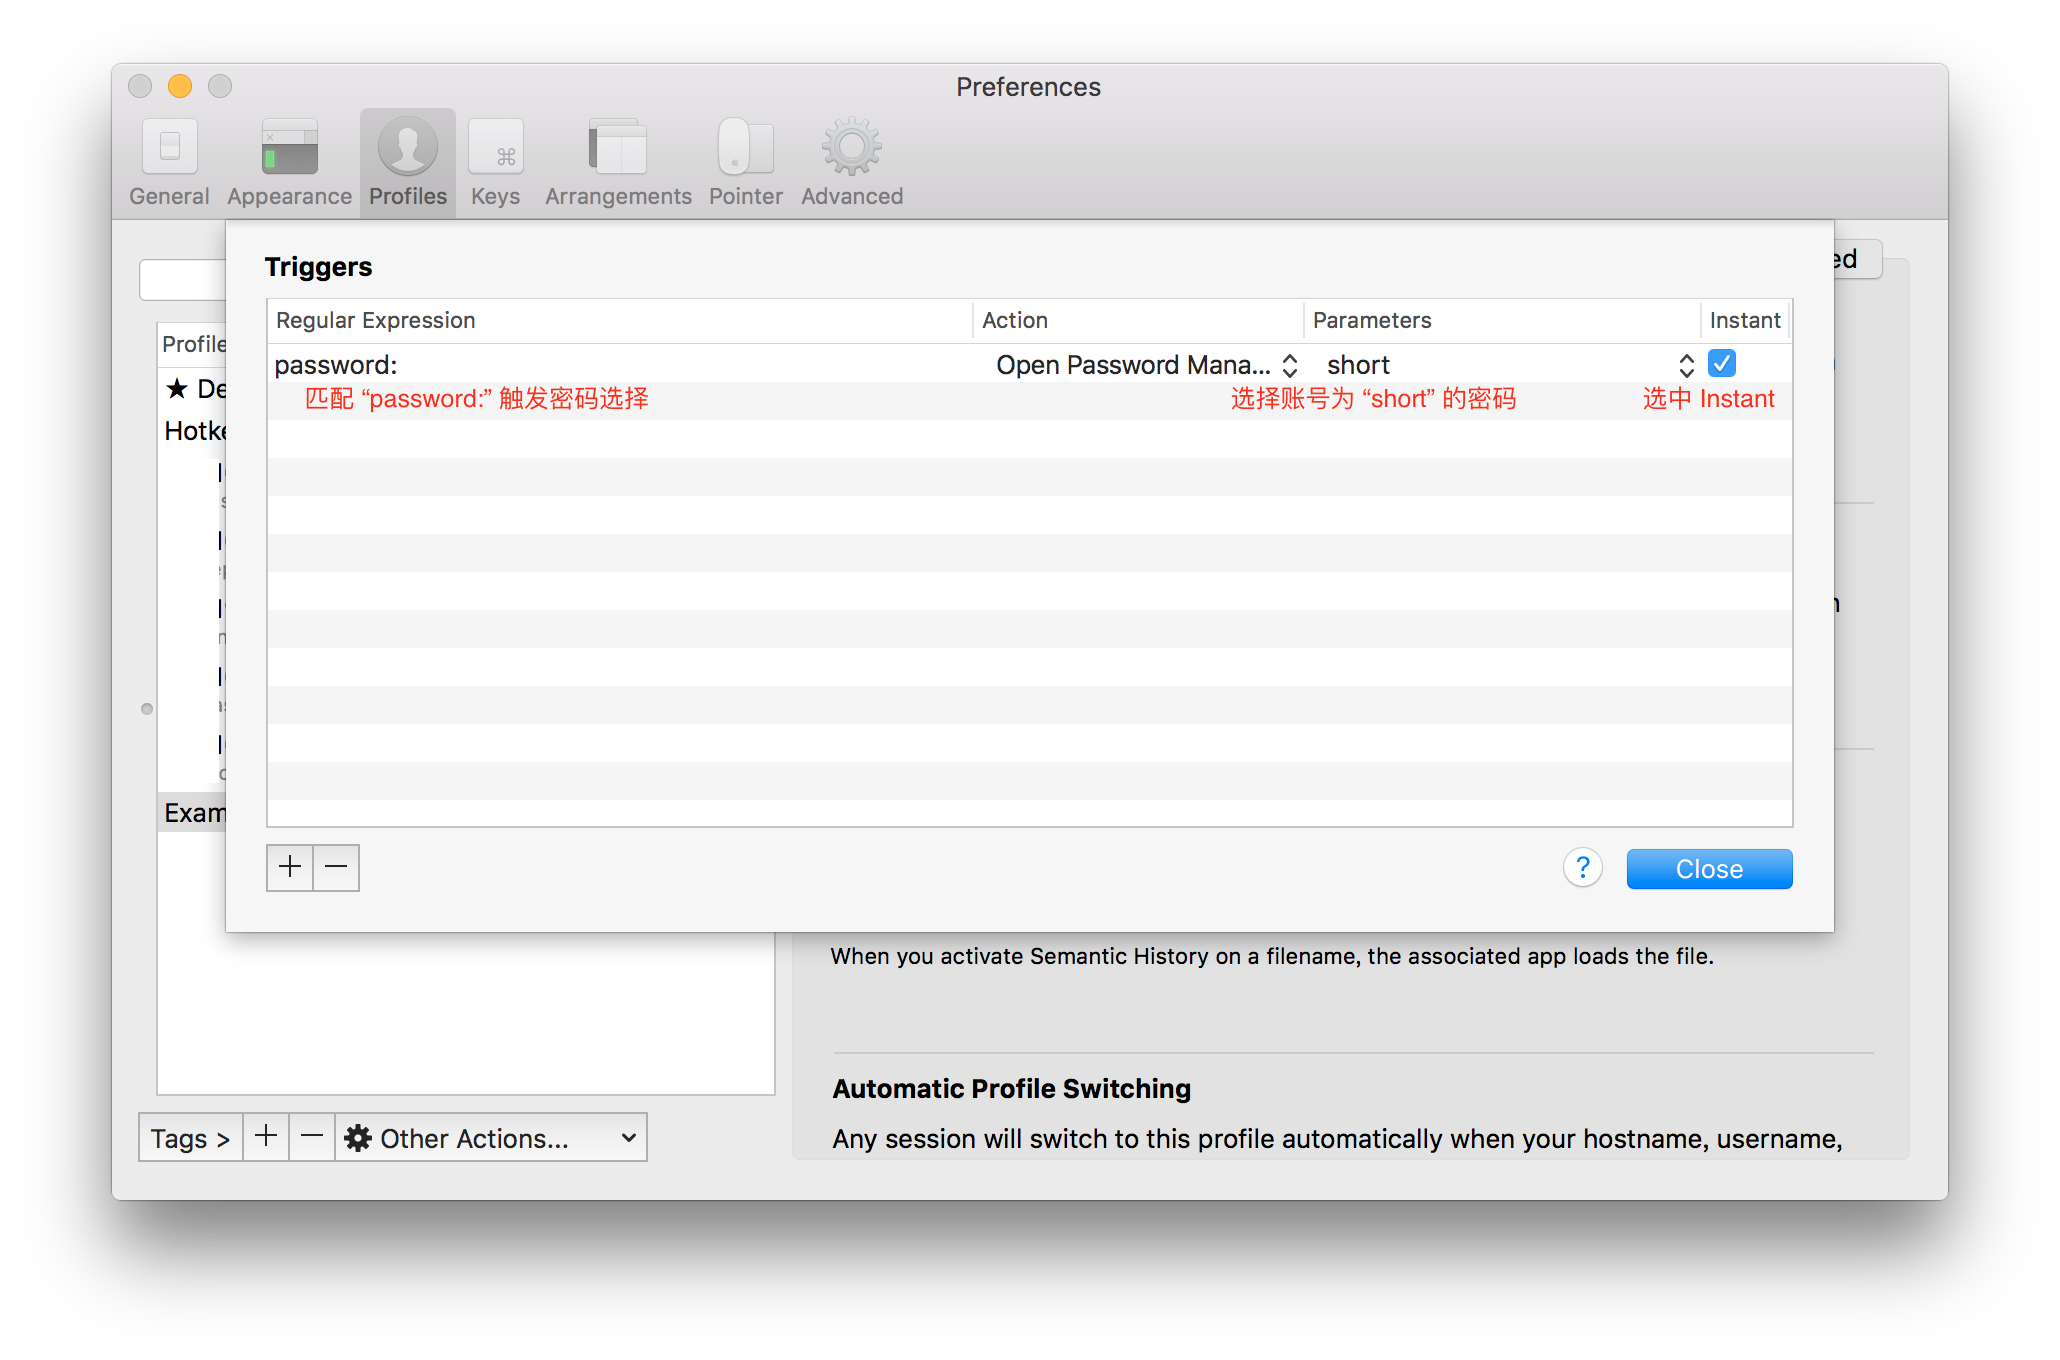 Preferences
General Appearance Profiles Keys Arrangements Pointer Advanced
Triggers
Regular Expression Action Parameters Instant
password: Open Password Mana... short
匹配 “password:” 触发密码选择 选择账号为 “short” 的密码 选中 Instant
Profile
★ De
Hotke
Exam
+ − ? Close
When you activate Semantic History on a filename, the associated app loads the file.
Automatic Profile Switching
Any session will switch to this profile automatically when your hostname, username,
Tags > + − Other Actions...